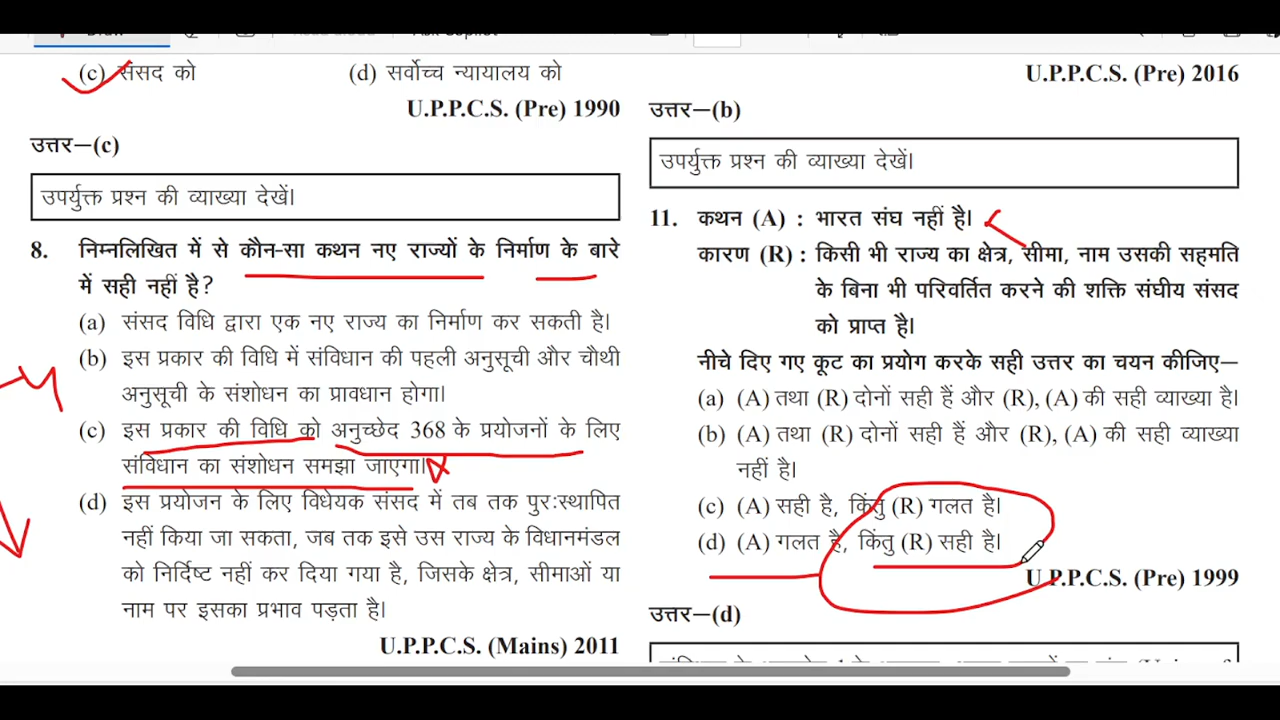 (c) संसद को (d) सर्वोच्च न्यायालय को
U.P.P.C.S. (Pre) 1990
उत्तर–(c)
उपर्युक्त प्रश्न की व्याख्या देखें।
8. निम्नलिखित में से कौन-सा कथन नए राज्यों के निर्माण के बारे
में सही नहीं है?
(a) संसद विधि द्वारा एक नए राज्य का निर्माण कर सकती है।
(b) इस प्रकार की विधि में संविधान की पहली अनुसूची और चौथी
अनुसूची के संशोधन का प्रावधान होगा।
(c) इस प्रकार की विधि को अनुच्छेद 368 के प्रयोजनों के लिए
संविधान का संशोधन समझा जाएगा।
(d) इस प्रयोजन के लिए विधेयक संसद में तब तक पुरःस्थापित
नहीं किया जा सकता, जब तक इसे उस राज्य के विधानमंडल
को निर्दिष्ट नहीं कर दिया गया है, जिसके क्षेत्र, सीमाओं या
नाम पर इसका प्रभाव पड़ता है।
U.P.P.C.S. (Mains) 2011
U.P.P.C.S. (Pre) 2016
उत्तर–(b)
उपर्युक्त प्रश्न की व्याख्या देखें।
11. कथन (A) : भारत संघ नहीं है।
कारण (R) : किसी भी राज्य का क्षेत्र, सीमा, नाम उसकी सहमति
के बिना भी परिवर्तित करने की शक्ति संघीय संसद
को प्राप्त है।
नीचे दिए गए कूट का प्रयोग करके सही उत्तर का चयन कीजिए–
(a) (A) तथा (R) दोनों सही हैं और (R), (A) की सही व्याख्या है।
(b) (A) तथा (R) दोनों सही हैं और (R), (A) की सही व्याख्या
नहीं है।
(c) (A) सही है, किंतु (R) गलत है।
(d) (A) गलत है, किंतु (R) सही है।
U.P.P.C.S. (Pre) 1999
उत्तर–(d)